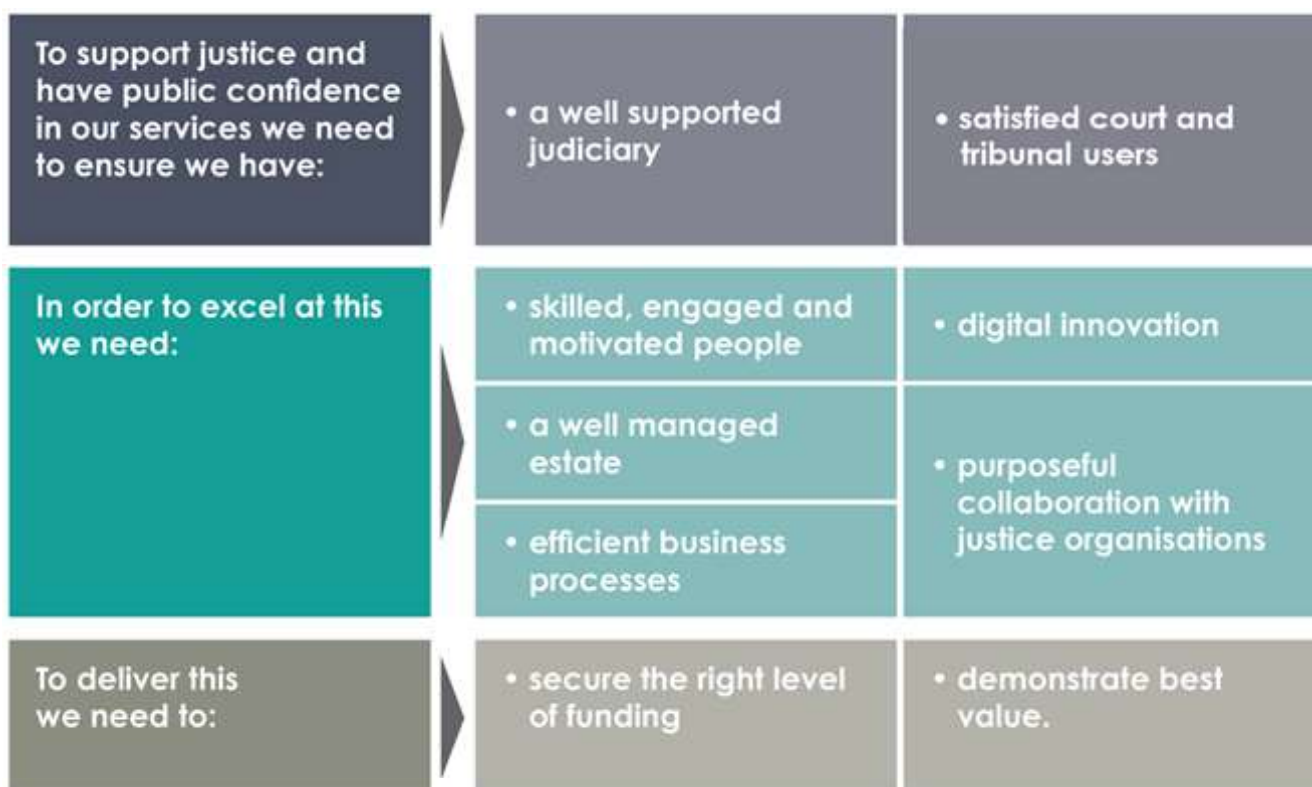 To support justice and
have public confidence
in our services we need
to ensure we have:
• a well supported
judiciary
• satisfied court and
tribunal users
In order to excel at this
we need:
• skilled, engaged and
motivated people
• digital innovation
• a well managed
estate
• purposeful
collaboration with
justice organisations
• efficient business
processes
To deliver this
we need to:
• secure the right level
of funding
• demonstrate best
value.